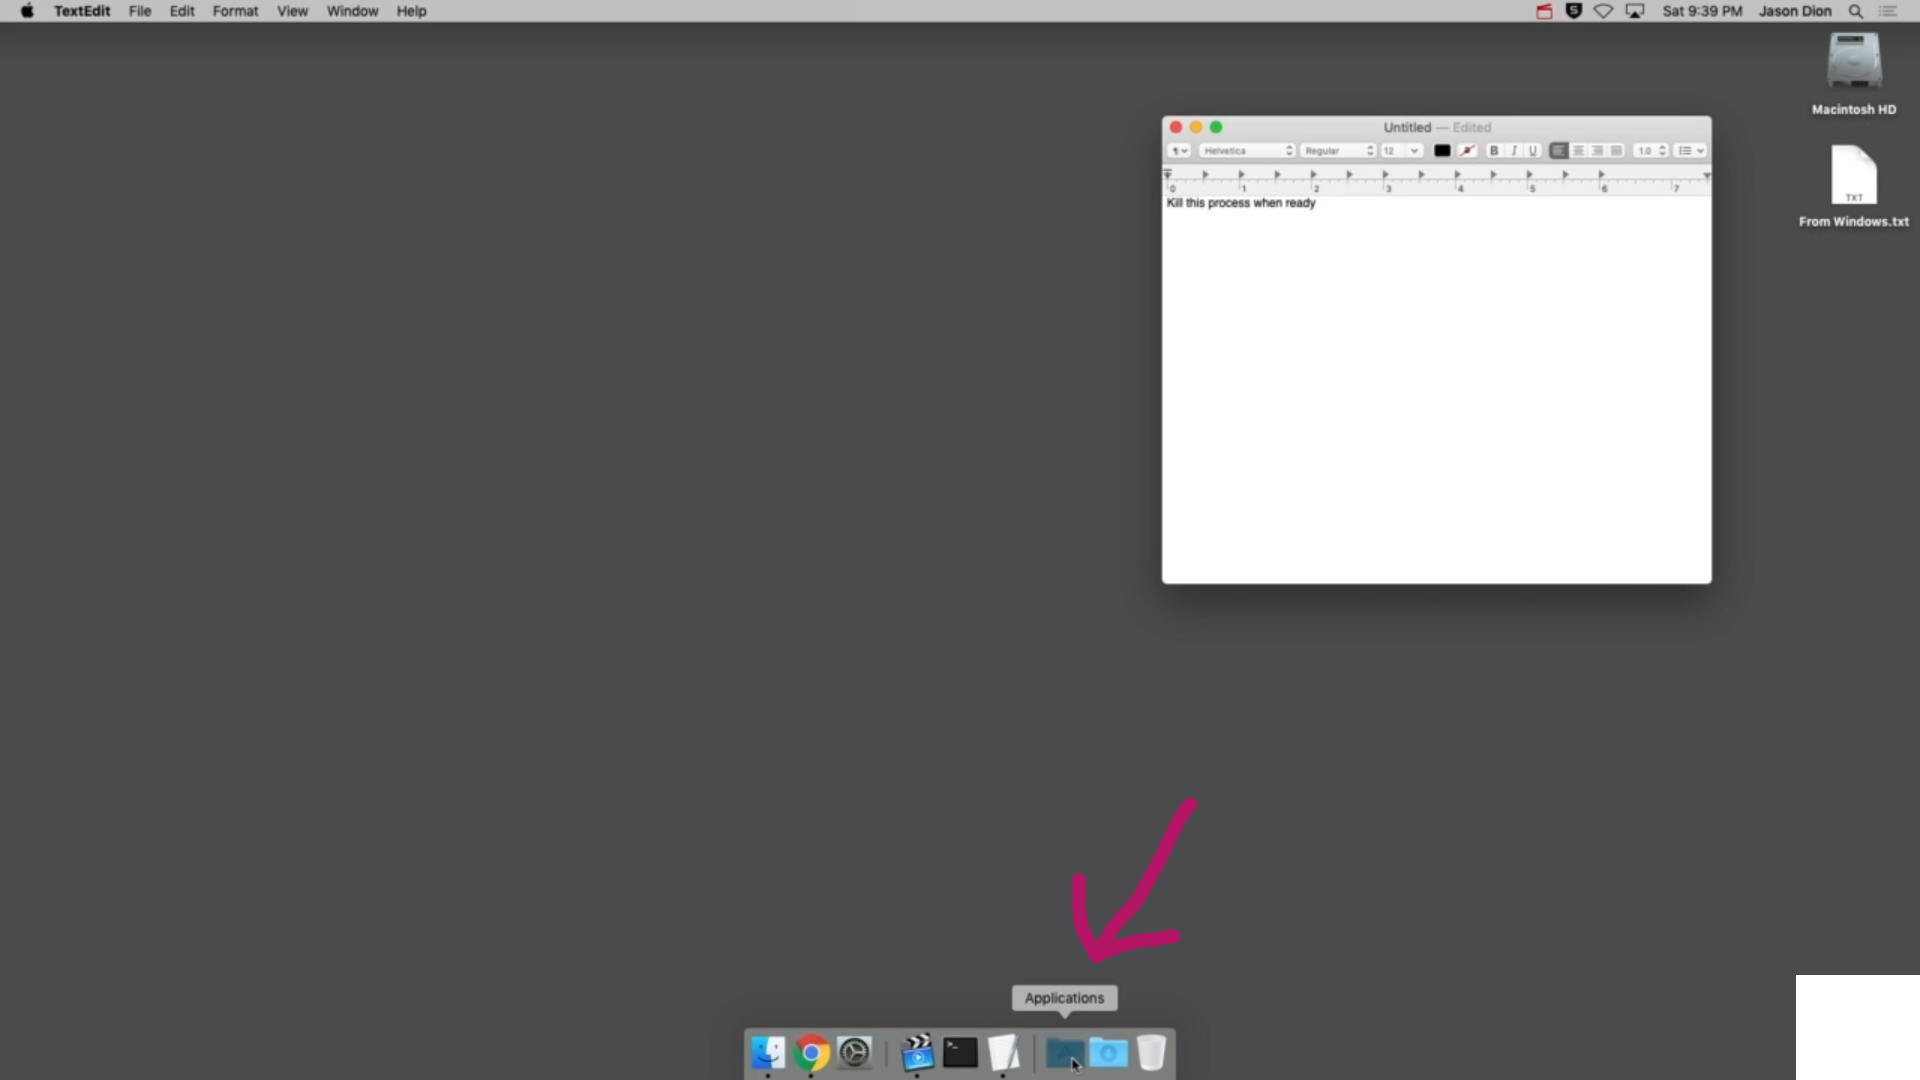 TextEdit File Edit Format View Window Help
Sat 9:39 PM Jason Dion
Macintosh HD
TXT
From Windows.txt
Untitled — Edited
¶ Helvetica Regular 12 a B I U 1.0
0 1 2 3 4 5 6 7
Kill this process when ready
Applications
>_